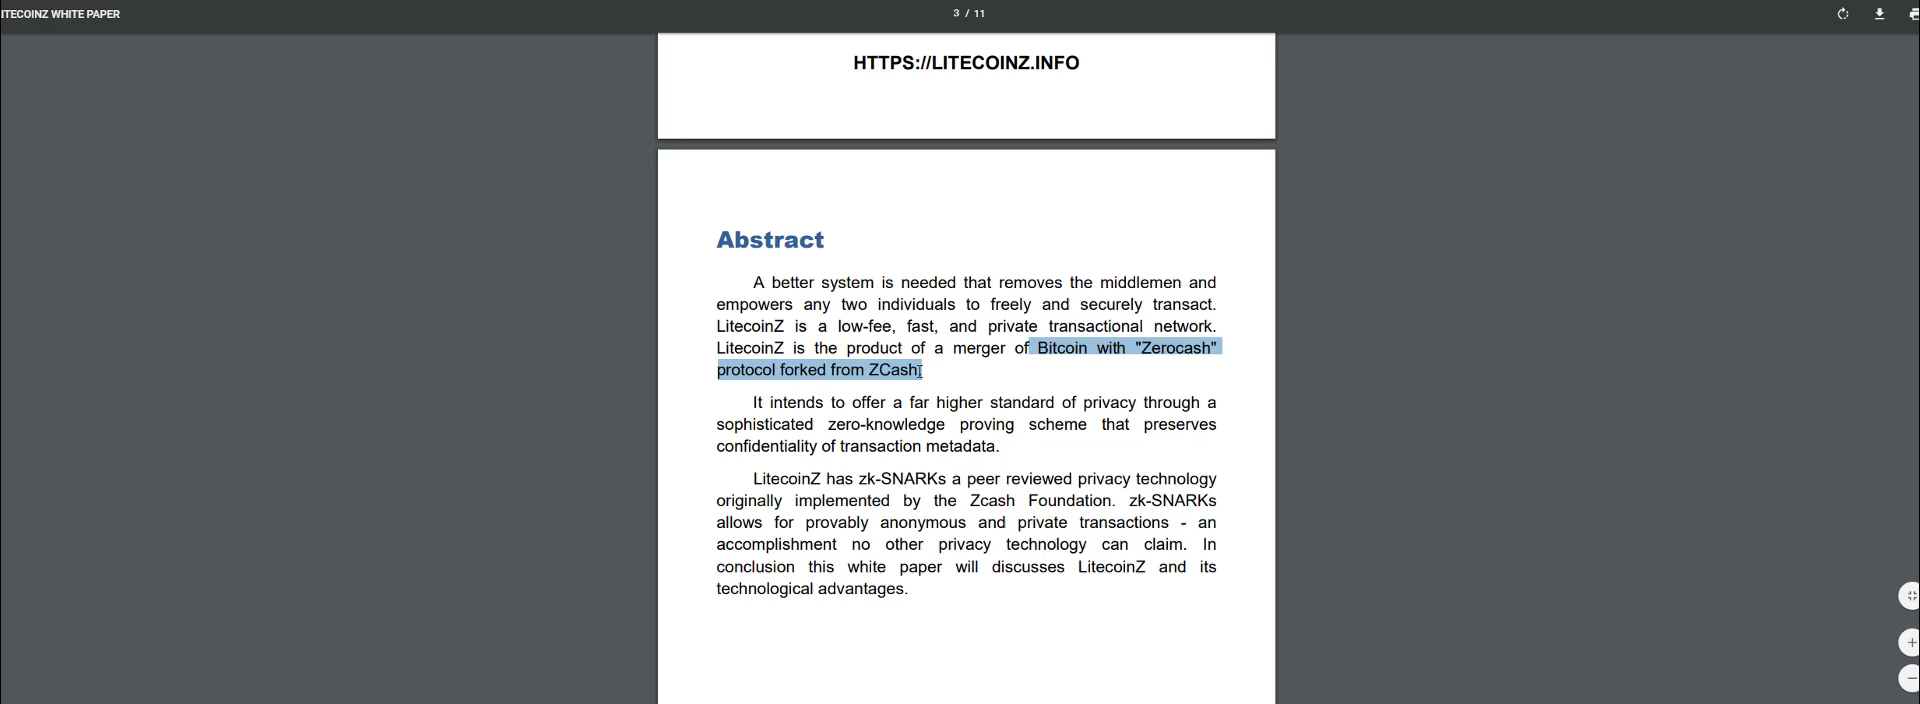 ITECOINZ WHITE PAPER
3 / 11
HTTPS://LITECOINZ.INFO
Abstract
A better system is needed that removes the middlemen and
empowers any two individuals to freely and securely transact.
LitecoinZ is a low-fee, fast, and private transactional network.
LitecoinZ is the product of a merger of Bitcoin with "Zerocash"
protocol forked from ZCash
It intends to offer a far higher standard of privacy through a
sophisticated zero-knowledge proving scheme that preserves
confidentiality of transaction metadata.
LitecoinZ has zk-SNARKs a peer reviewed privacy technology
originally implemented by the Zcash Foundation. zk-SNARKs
allows for provably anonymous and private transactions - an
accomplishment no other privacy technology can claim. In
conclusion this white paper will discusses LitecoinZ and its
technological advantages.